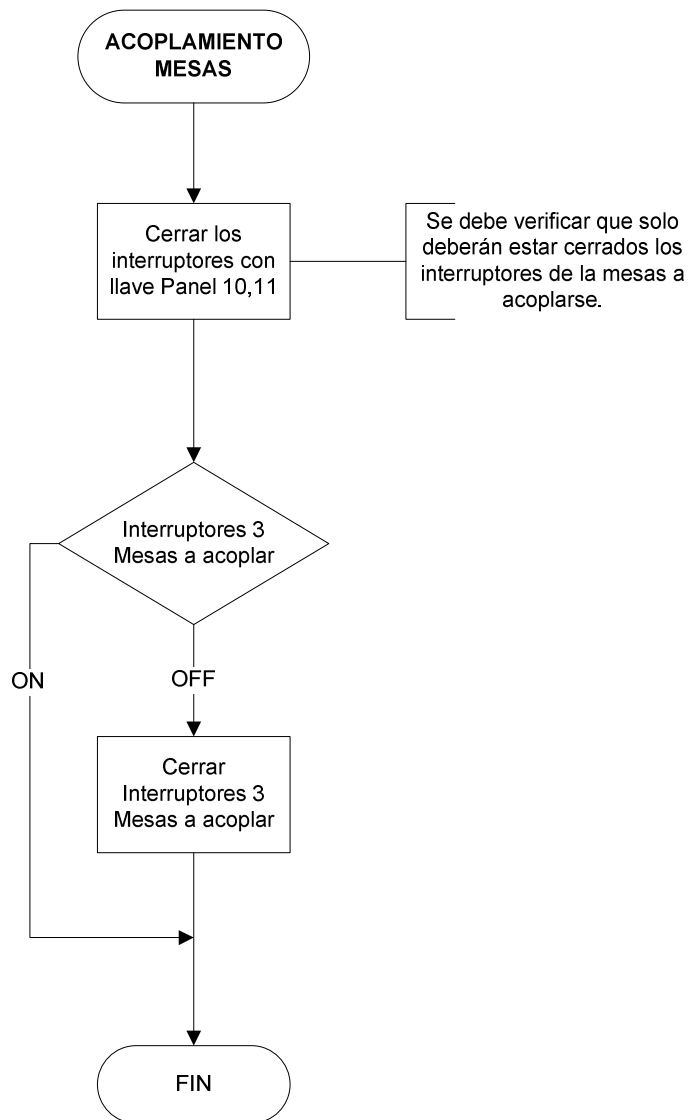 ACOPLAMIENTO
MESAS
Cerrar los
interruptores con
llave Panel 10,11
Se debe verificar que solo
deberán estar cerrados los
interruptores de la mesas a
acoplarse.
Interruptores 3
Mesas a acoplar
ON
OFF
Cerrar
Interruptores 3
Mesas a acoplar
FIN